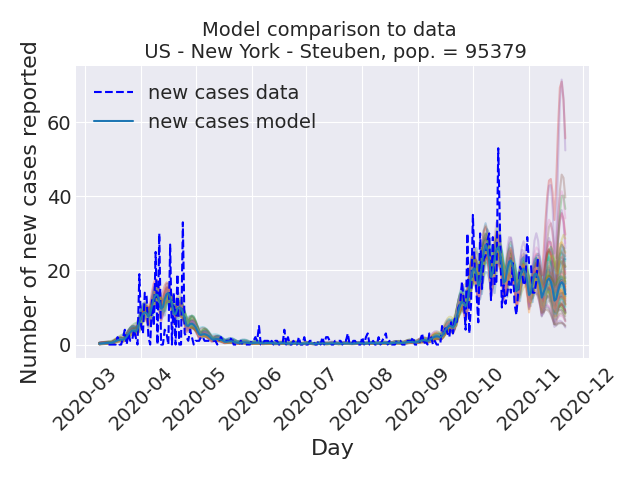 Model comparison to data
US - New York - Steuben, pop. = 95379
Number of new cases reported
60
40
20
0
new cases data
new cases model
2020-03
2020-04
2020-05
2020-06
2020-07
2020-08
2020-09
2020-10
2020-11
2020-12
Day